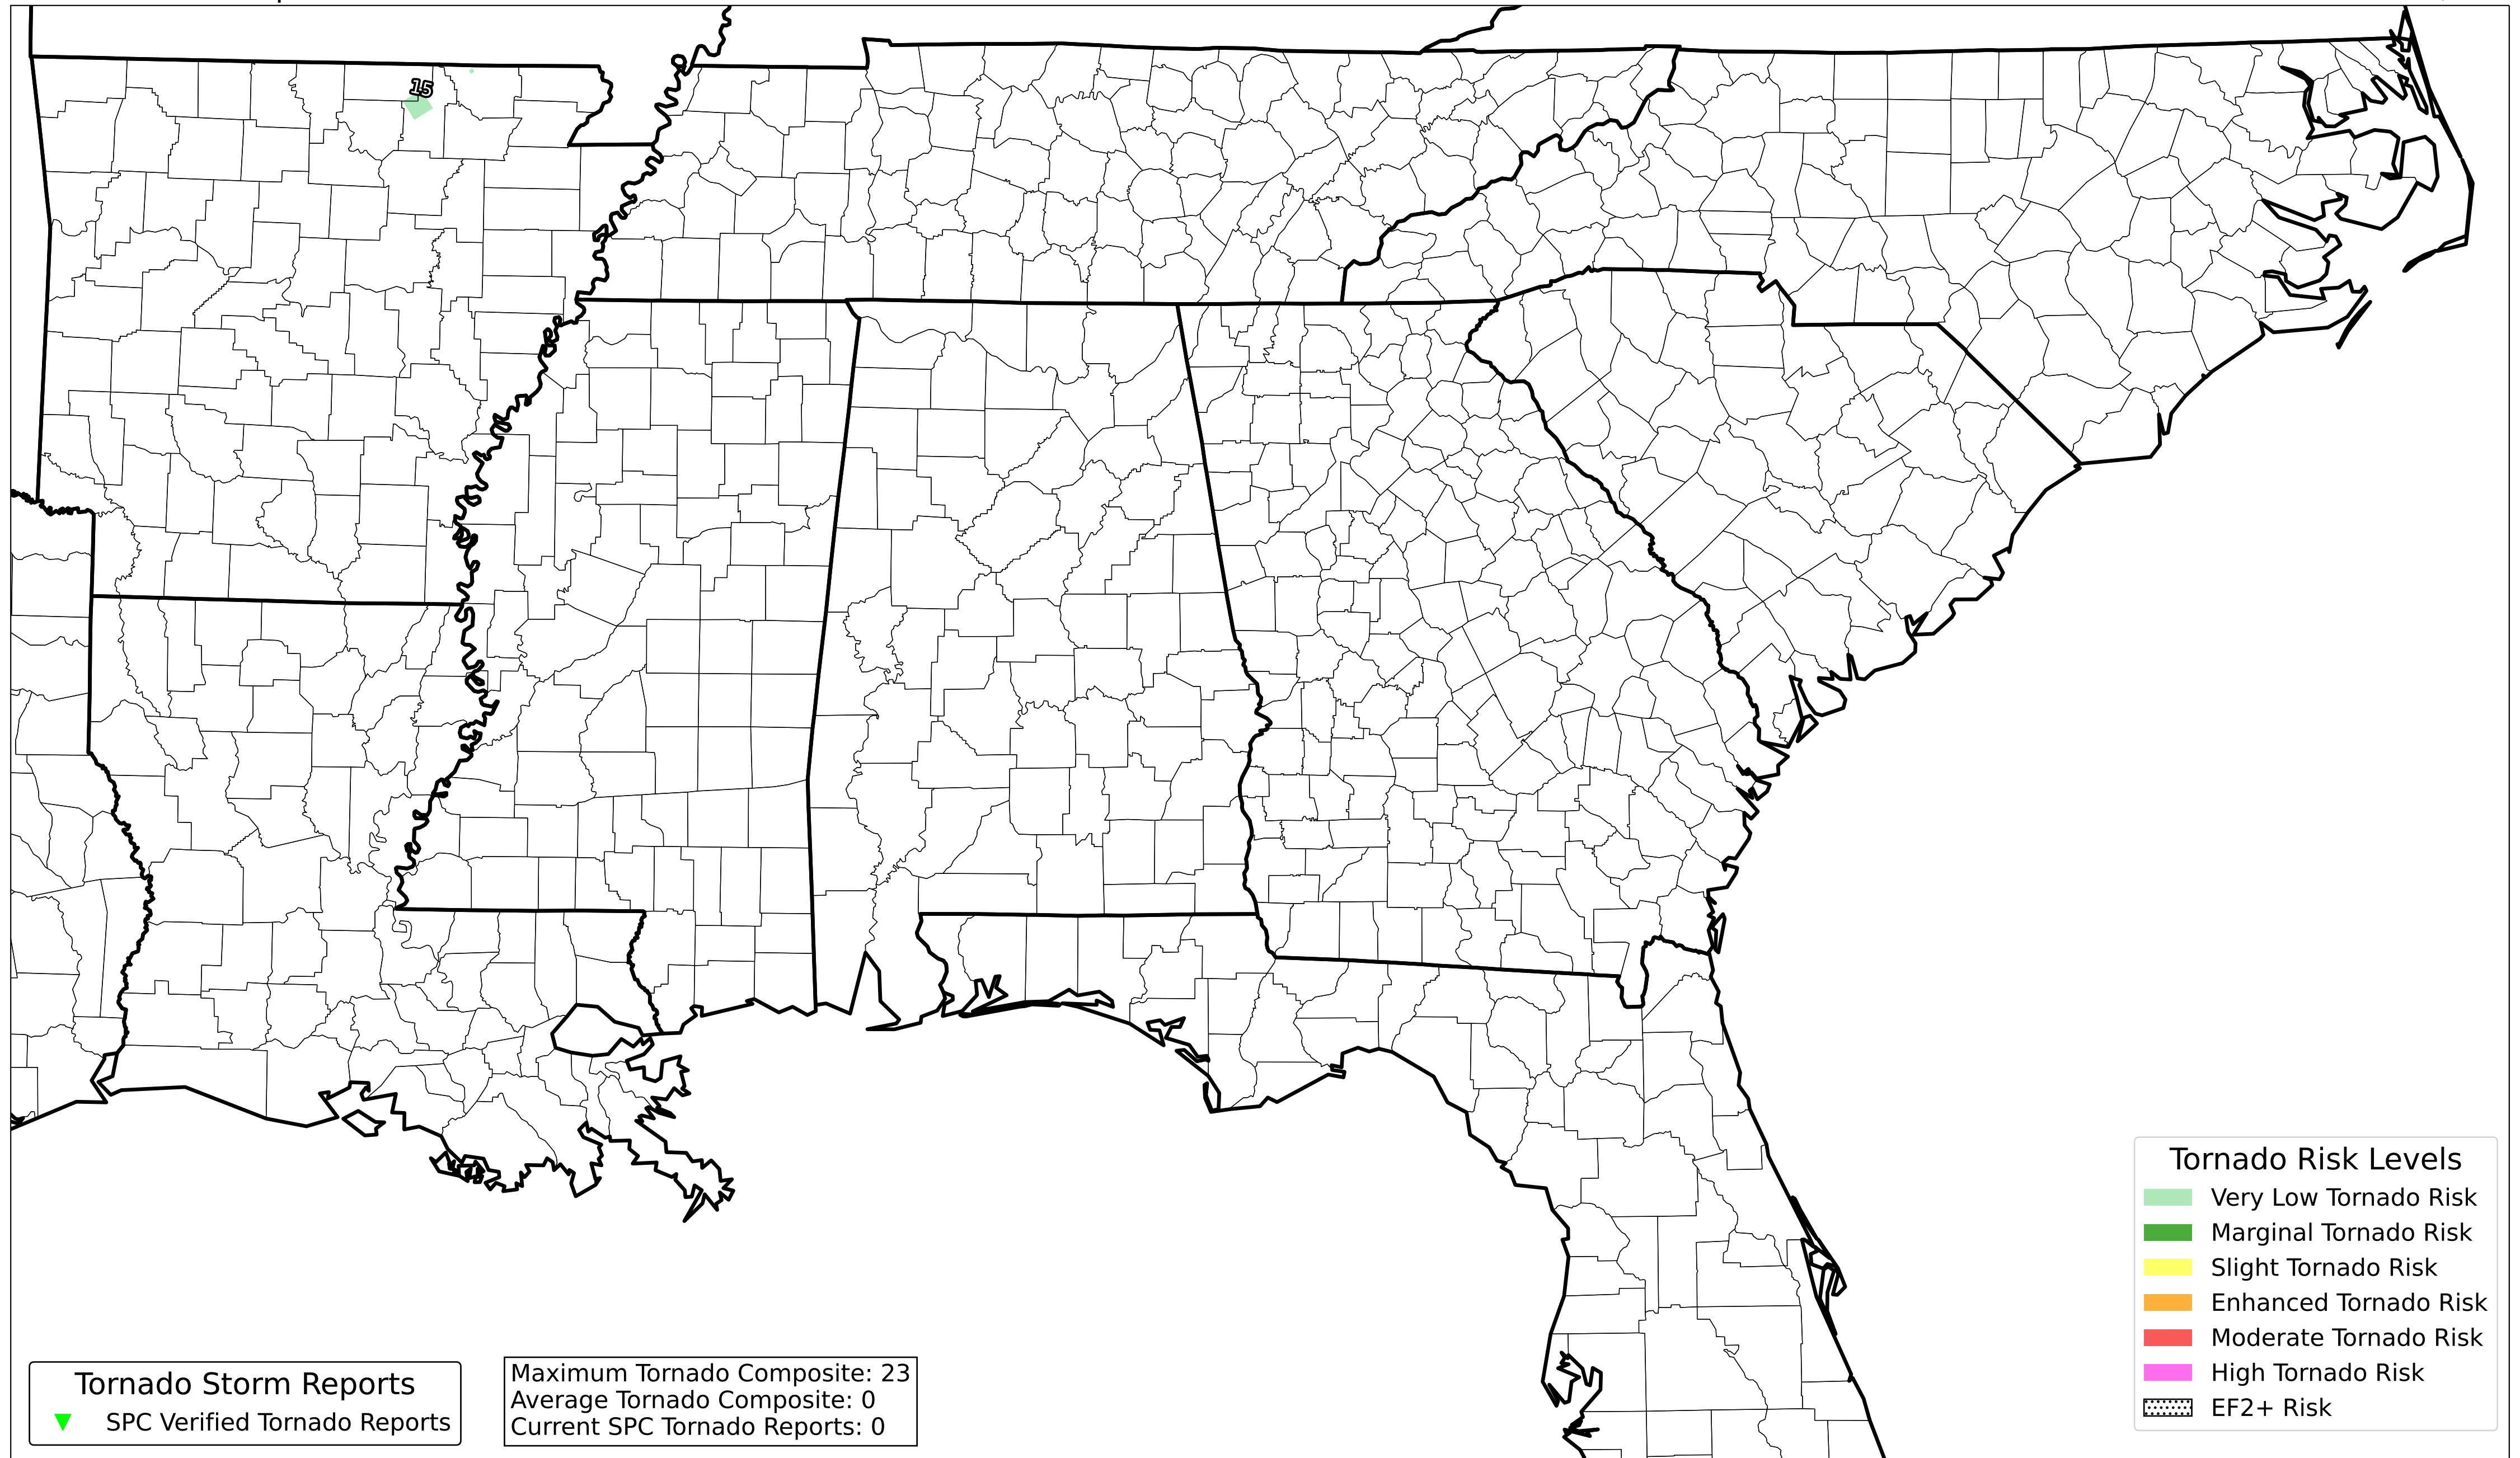 15
Tornado Risk Levels
Very Low Tornado Risk
Marginal Tornado Risk
Slight Tornado Risk
Enhanced Tornado Risk
Moderate Tornado Risk
High Tornado Risk
EF2+ Risk
Tornado Storm Reports
SPC Verified Tornado Reports
Maximum Tornado Composite: 23
Average Tornado Composite: 0
Current SPC Tornado Reports: 0